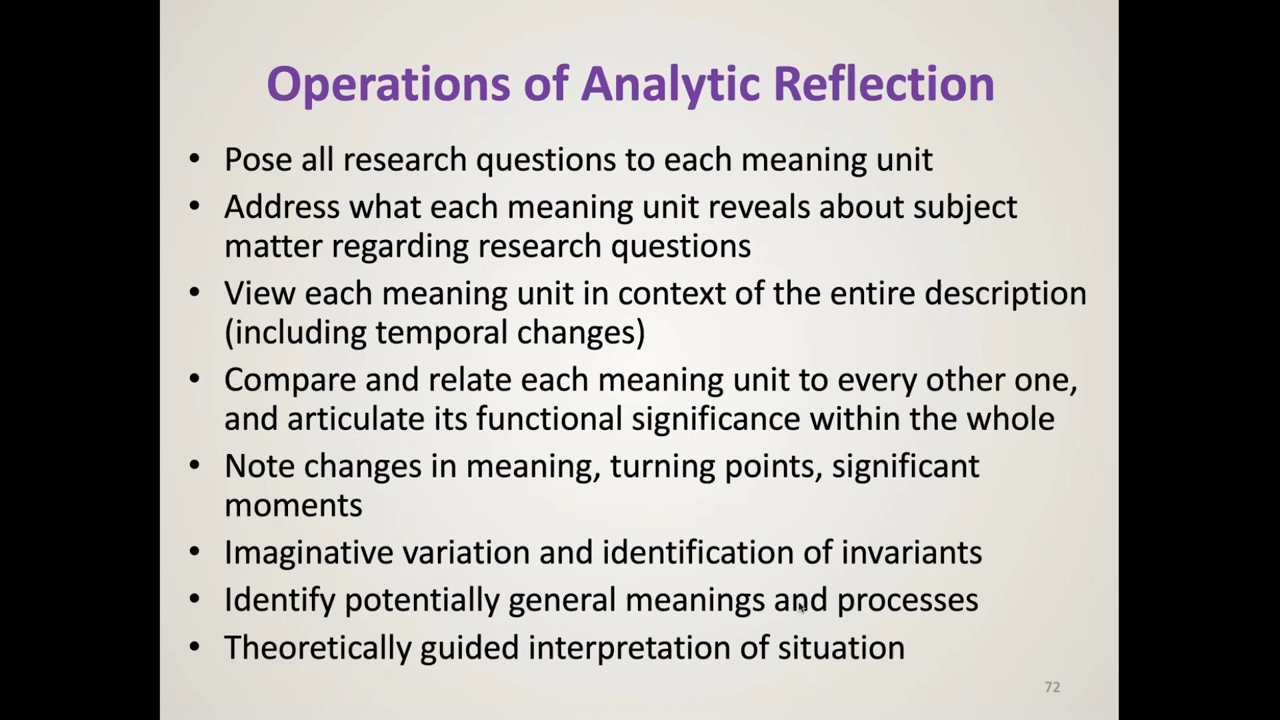 Operations of Analytic Reflection
• Pose all research questions to each meaning unit
• Address what each meaning unit reveals about subject
matter regarding research questions
• View each meaning unit in context of the entire description
(including temporal changes)
• Compare and relate each meaning unit to every other one,
and articulate its functional significance within the whole
• Note changes in meaning, turning points, significant
moments
• Imaginative variation and identification of invariants
• Identify potentially general meanings and processes
• Theoretically guided interpretation of situation
72